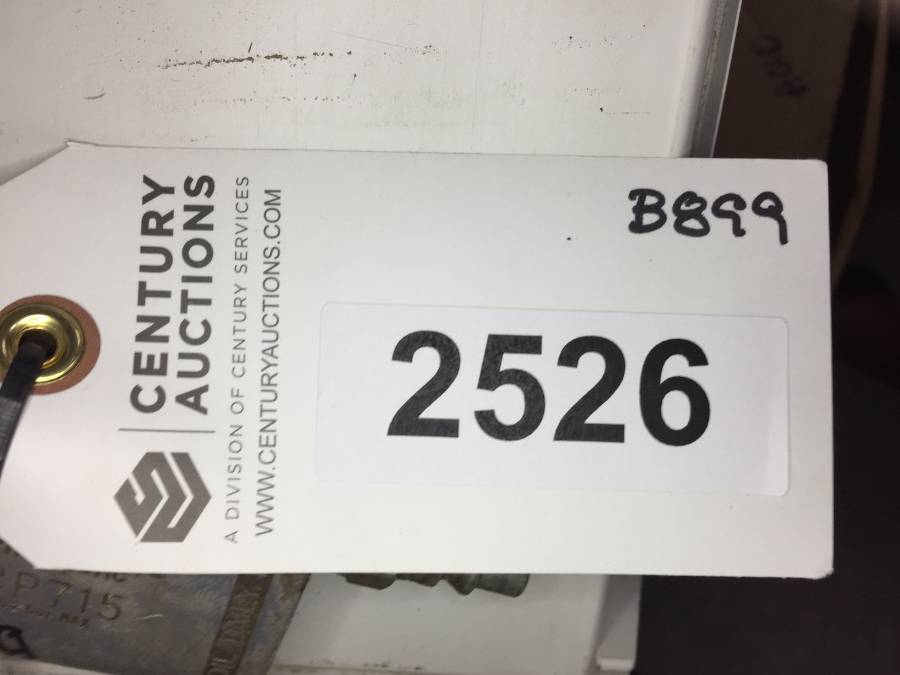 CENTURY
AUCTIONS
A DIVISION OF CENTURY SERVICES
WWW.CENTURYAUCTIONS.COM
B899
2526
P715